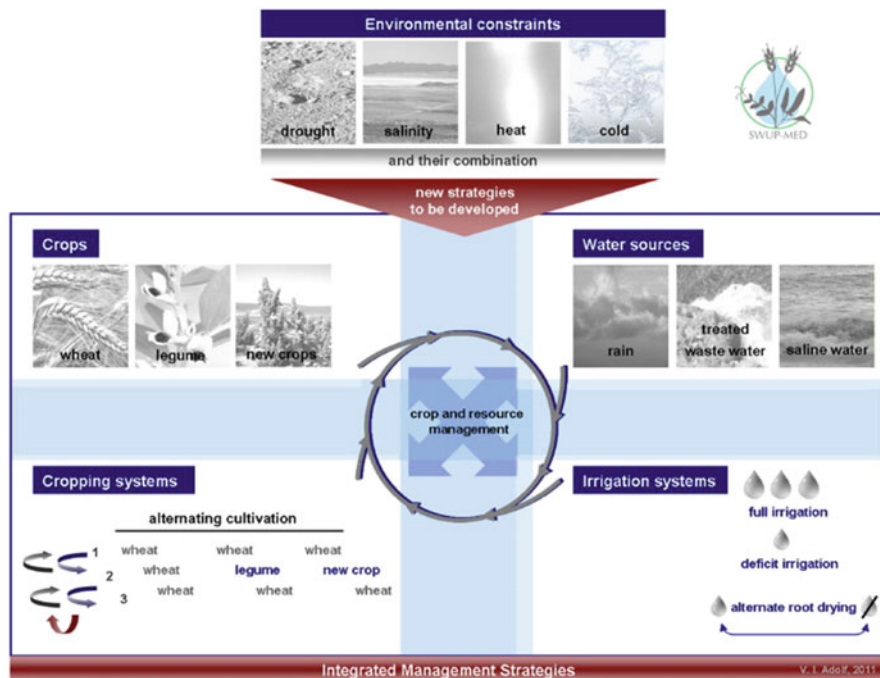 Environmental constraints
drought salinity heat cold
SWUP-MED
and their combination
new strategies
to be developed
Crops
wheat legume new crops
Water sources
rain
treated
waste water
saline water
crop and resource
management
Cropping systems
alternating cultivation
1 wheat wheat wheat
2 wheat legume new crop
3 wheat wheat wheat
Irrigation systems
full irrigation
deficit irrigation
alternate root drying
Integrated Management Strategies
V. I. Adolf, 2011